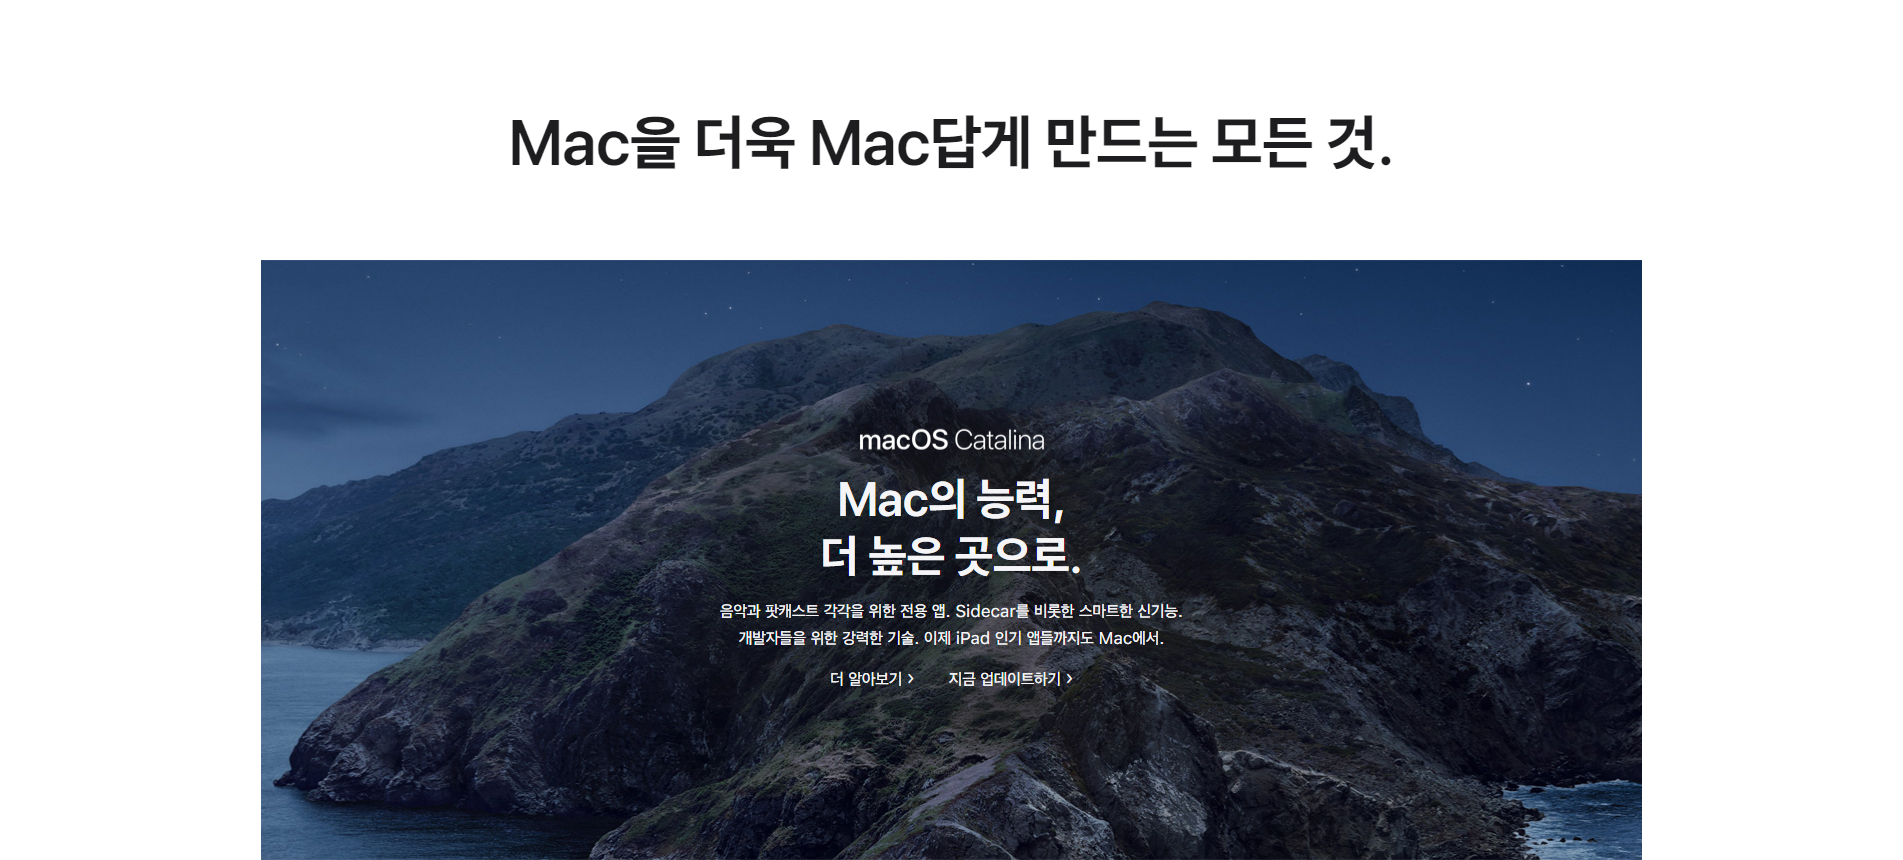 Mac을 더욱 Mac답게 만드는 모든 것.
macOS Catalina
Mac의 능력,
더 높은 곳으로.
음악과 팟캐스트 각각을 위한 전용 앱. Sidecar를 비롯한 스마트한 신기능.
개발자들을 위한 강력한 기술. 이제 iPad 인기 앱들까지도 Mac에서.
더 알아보기 > 지금 업데이트하기 >